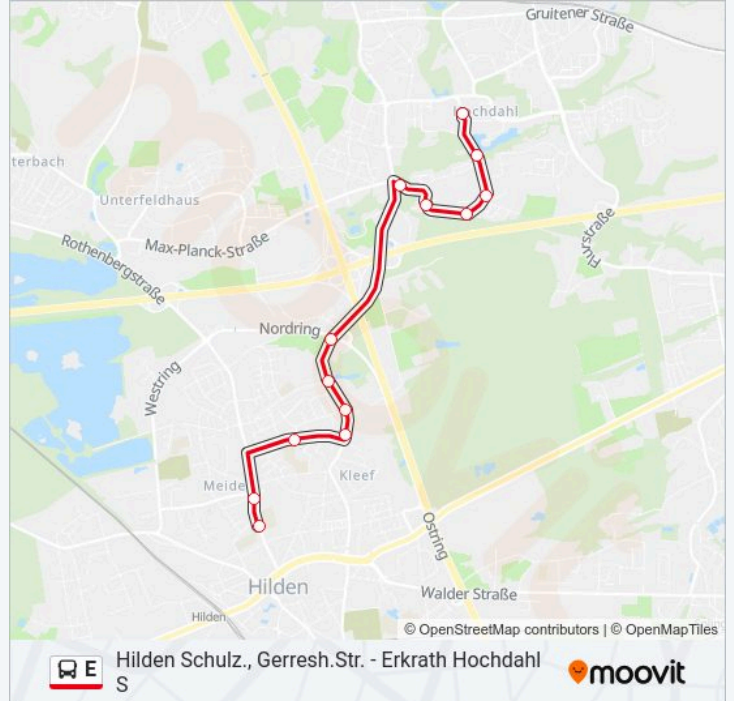 Gruitener Straße
Hochdahl
terbach
Unterfeldhaus
Max-Planck-Straße
Rothenbergstraße
Flurstraße
Nordring
Westring
Meide
Kleef
Ostring
Hilden
Walder Straße
Hilden
© OpenStreetMap contributors | © OpenMapTiles
E
Hilden Schulz., Gerresh.Str. - Erkrath Hochdahl
S
moovit